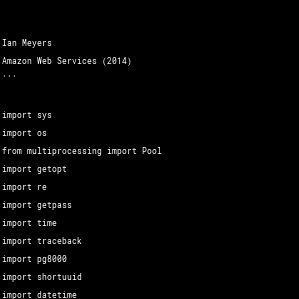 Ian Meyers
Amazon Web Services (2014)
...
import sys
import os
from multiprocessing import Pool
import getopt
import re
import getpass
import time
import traceback
import pg8000
import shortuuid
import datetime